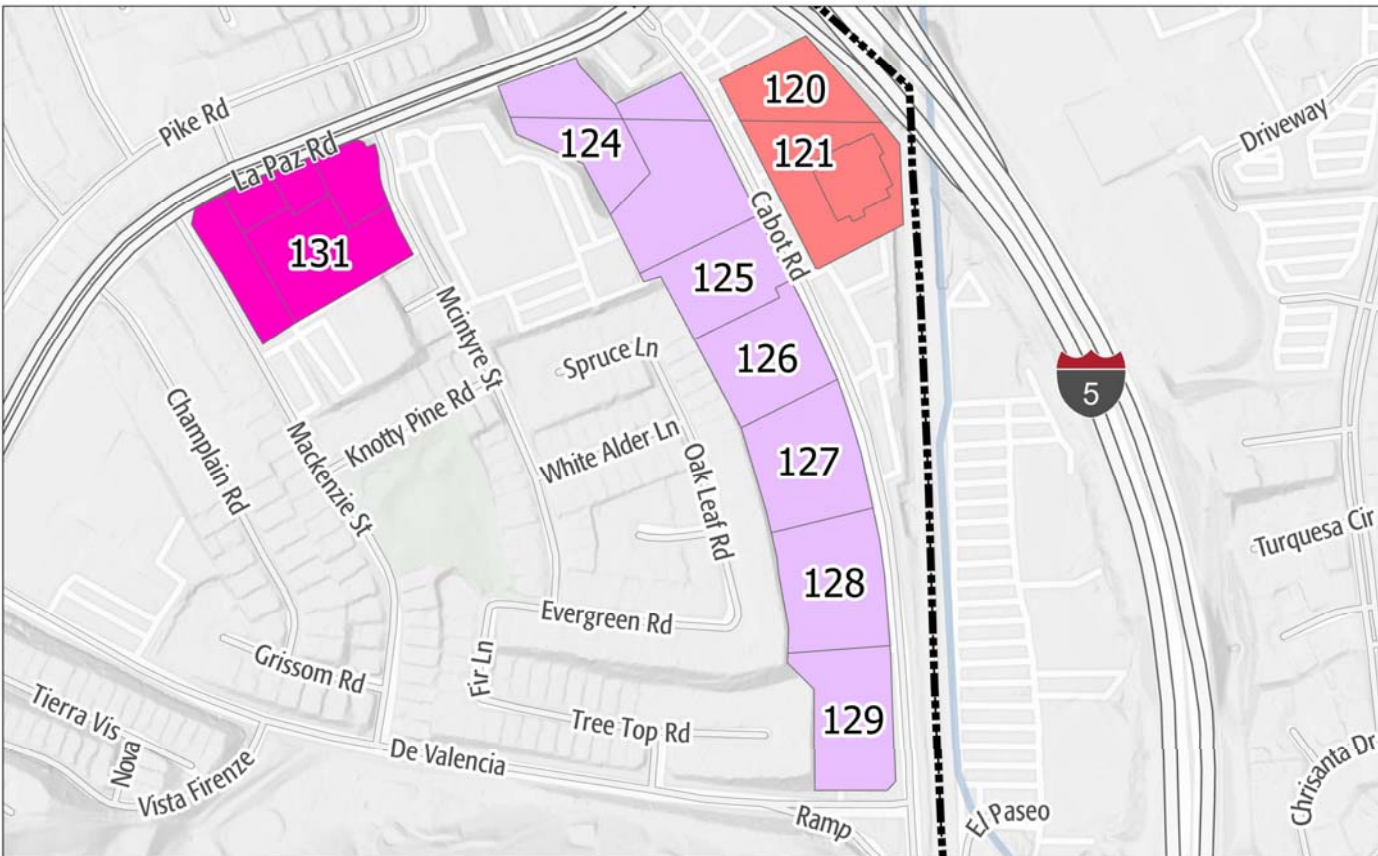 120
Pike Rd
Driveway
124
121
La Paz Rd
131
Cabot Rd
125
Mcintyre St
Spruce Ln
126
5
Champlain Rd
Knotty Pine Rd
White Alder Ln
Mackenzie St
Oak Leaf Rd
127
Turquesa Cir
128
Evergreen Rd
Grissom Rd
Fir Ln
Tierra Vis
Nova
Tree Top Rd
129
De Valencia
Vista Firenze
Chrisanta Dr
Ramp
El Paseo